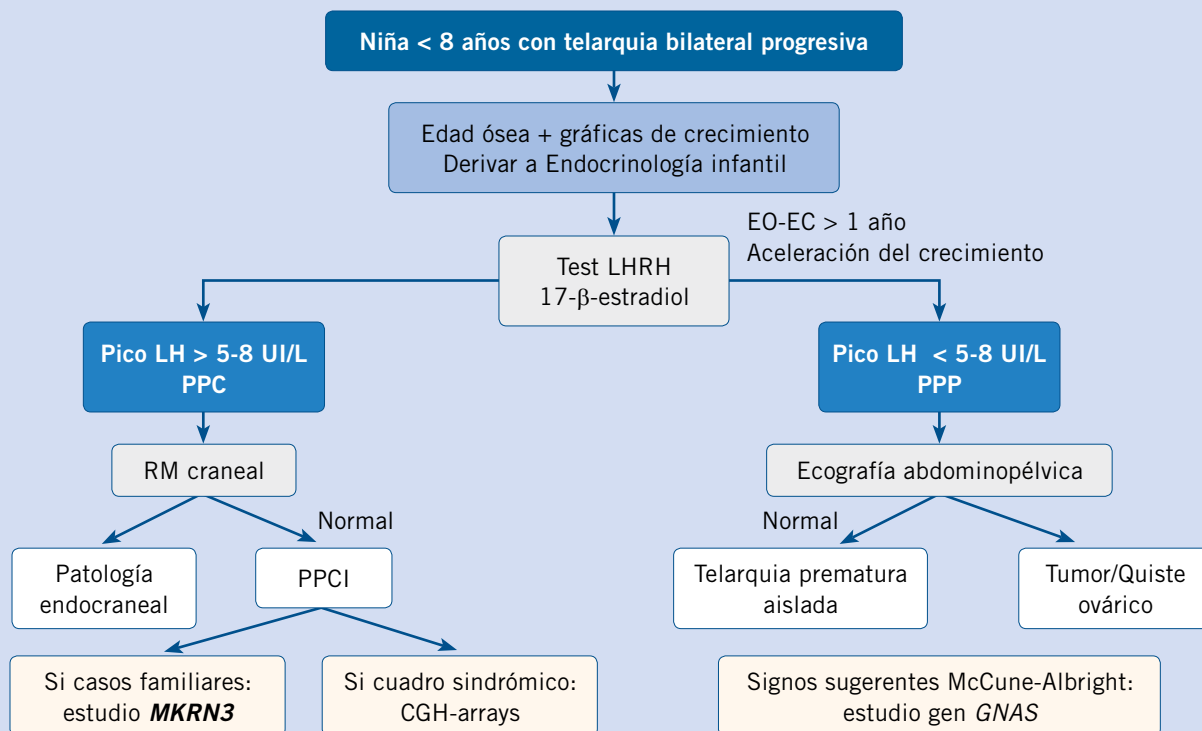 Niña < 8 años con telarquia bilateral progresiva
Edad ósea + gráficas de crecimiento
Derivar a Endocrinología infantil
EO-EC > 1 año
Aceleración del crecimiento
Test LHRH
17-β-estradiol
Pico LH > 5-8 UI/L
PPC
Pico LH < 5-8 UI/L
PPP
RM craneal
Ecografía abdominopélvica
Normal
Normal
Patología
endocraneal
PPCI
Telarquia prematura
aislada
Tumor/Quiste
ovárico
Si casos familiares:
estudio MKRN3
Si cuadro sindrómico:
CGH-arrays
Signos sugerentes McCune-Albright:
estudio gen GNAS